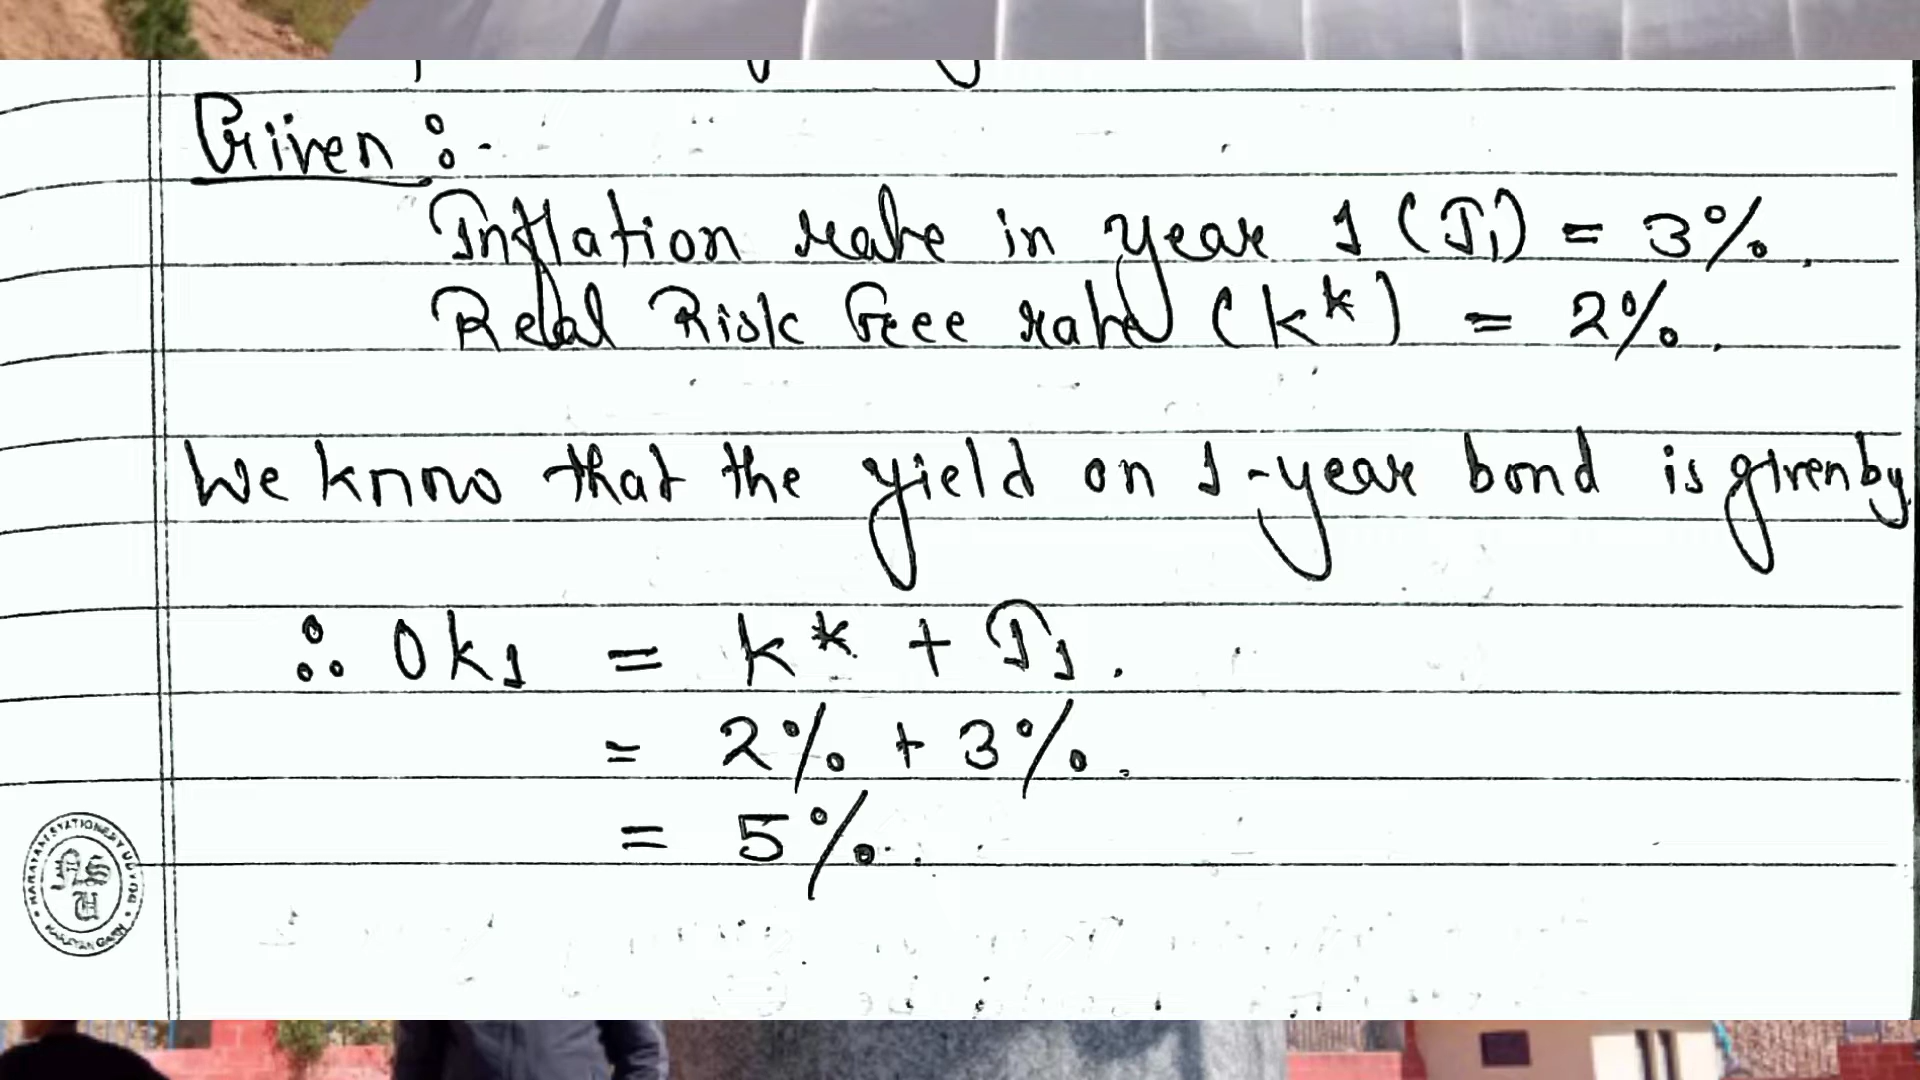 Given :-
Inflation rate in year 1 (I₁) = 3%.
Real Risk free rate (k*) = 2%.
We know that the yield on 1-year bond is given by
∴ 0k₁ = k* + I₁.
= 2% + 3%.
= 5%.